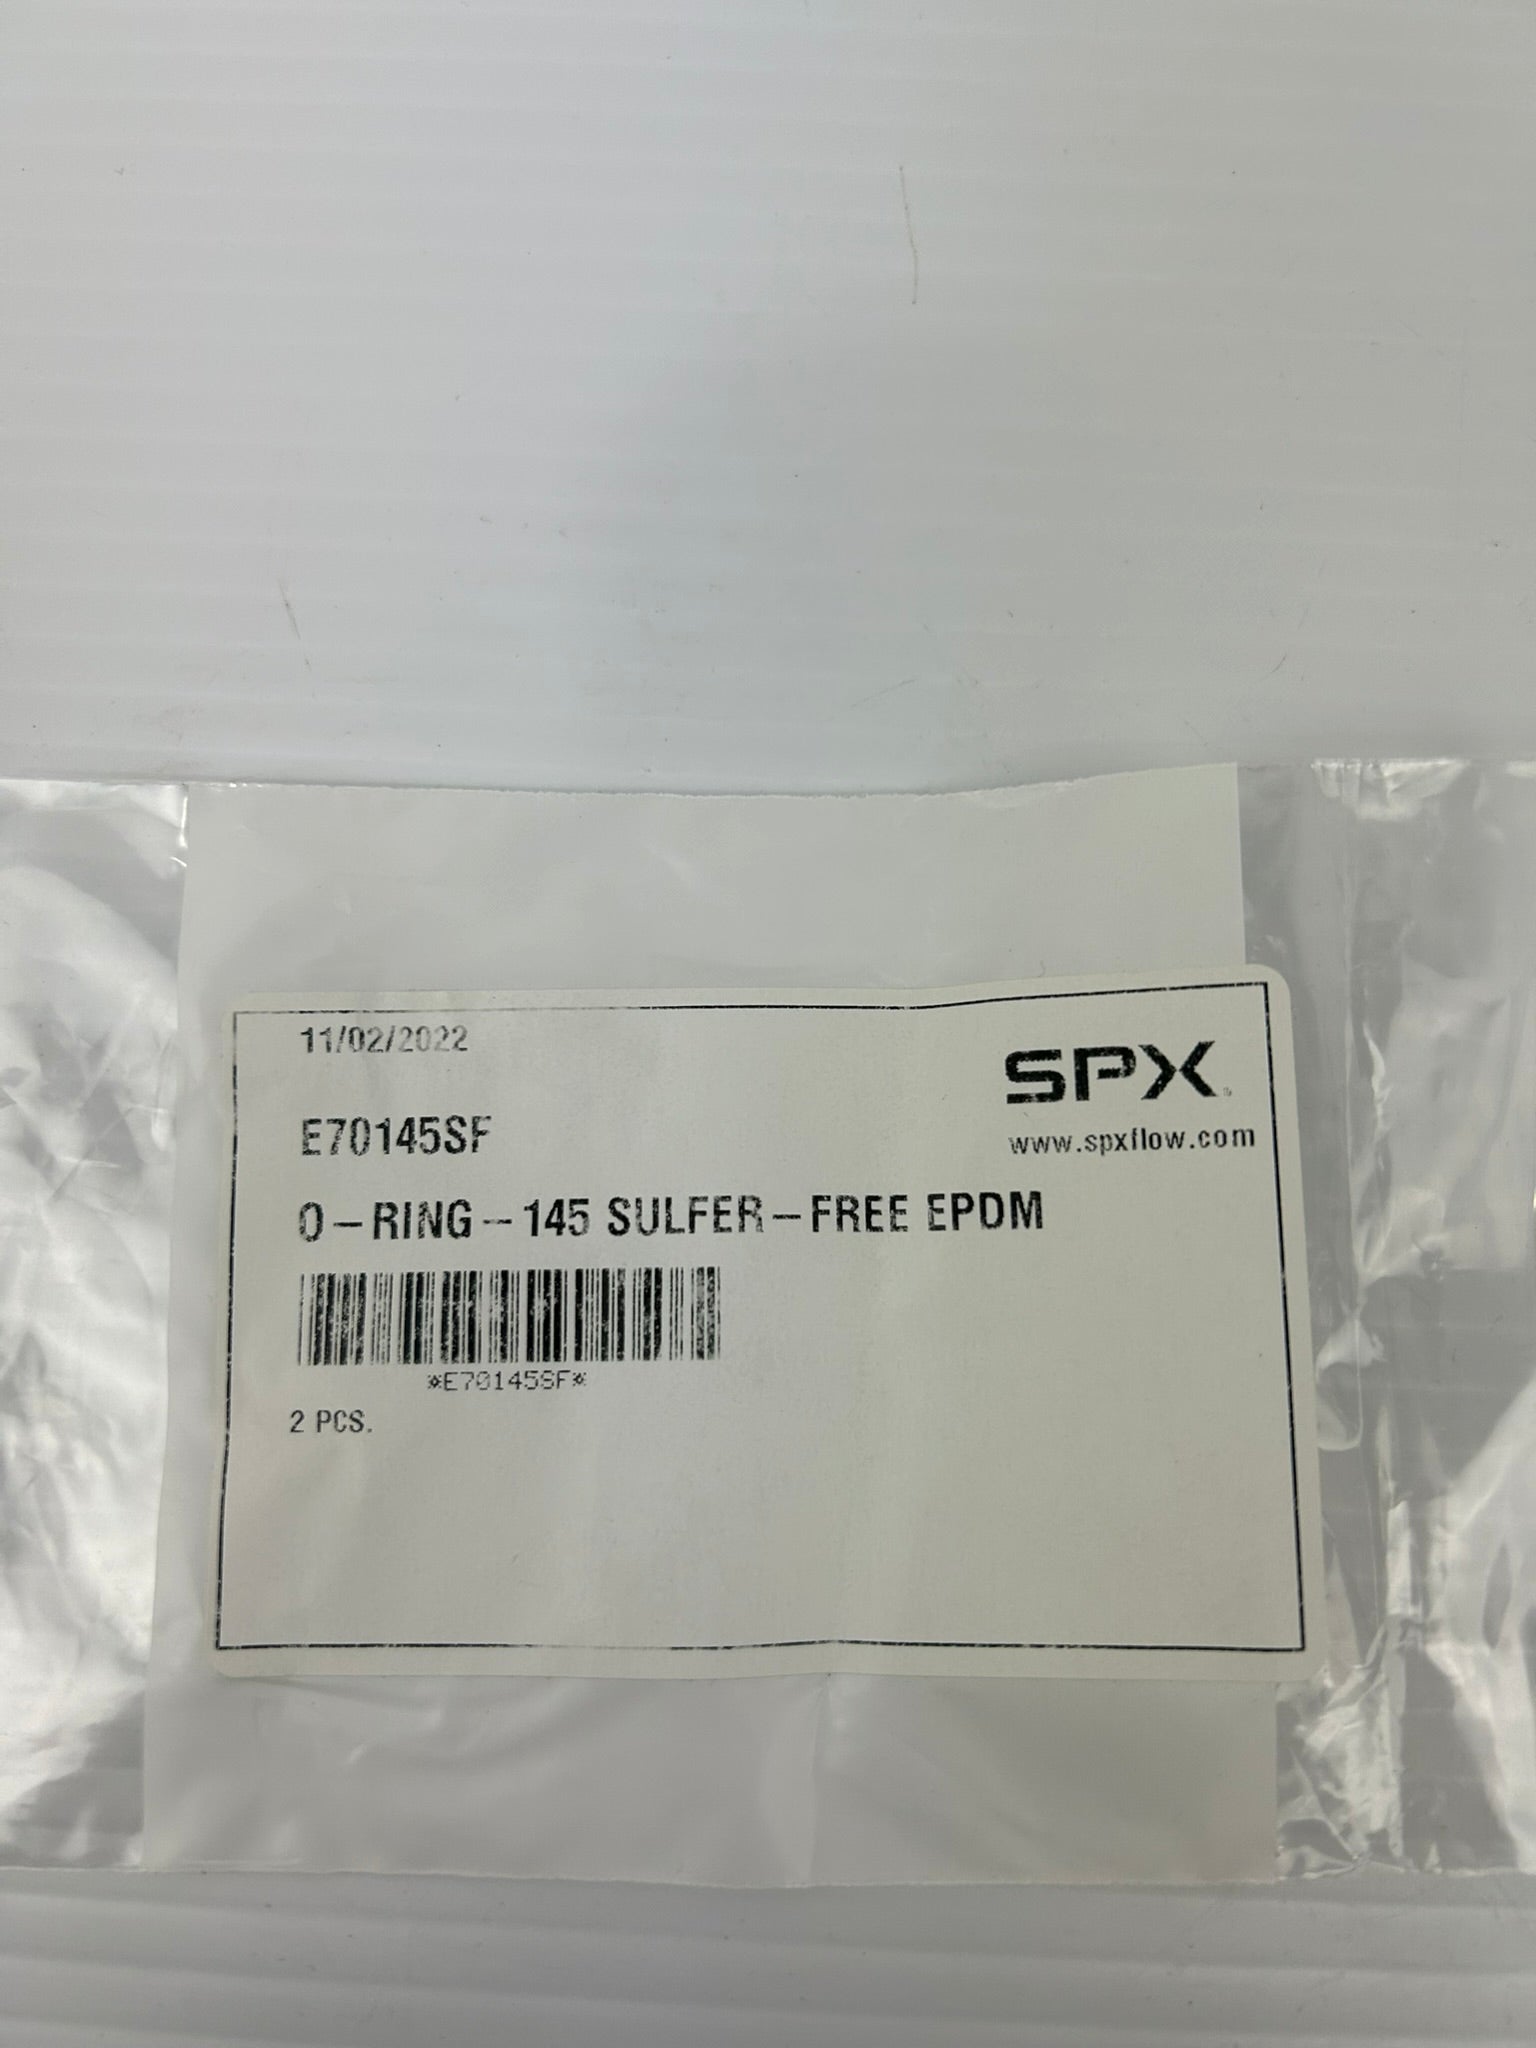 11/02/2022
SPX
www.spxflow.com
E70145SF
O-RING--145 SULFER-FREE EPDM
*E70145SF*
2 PCS.